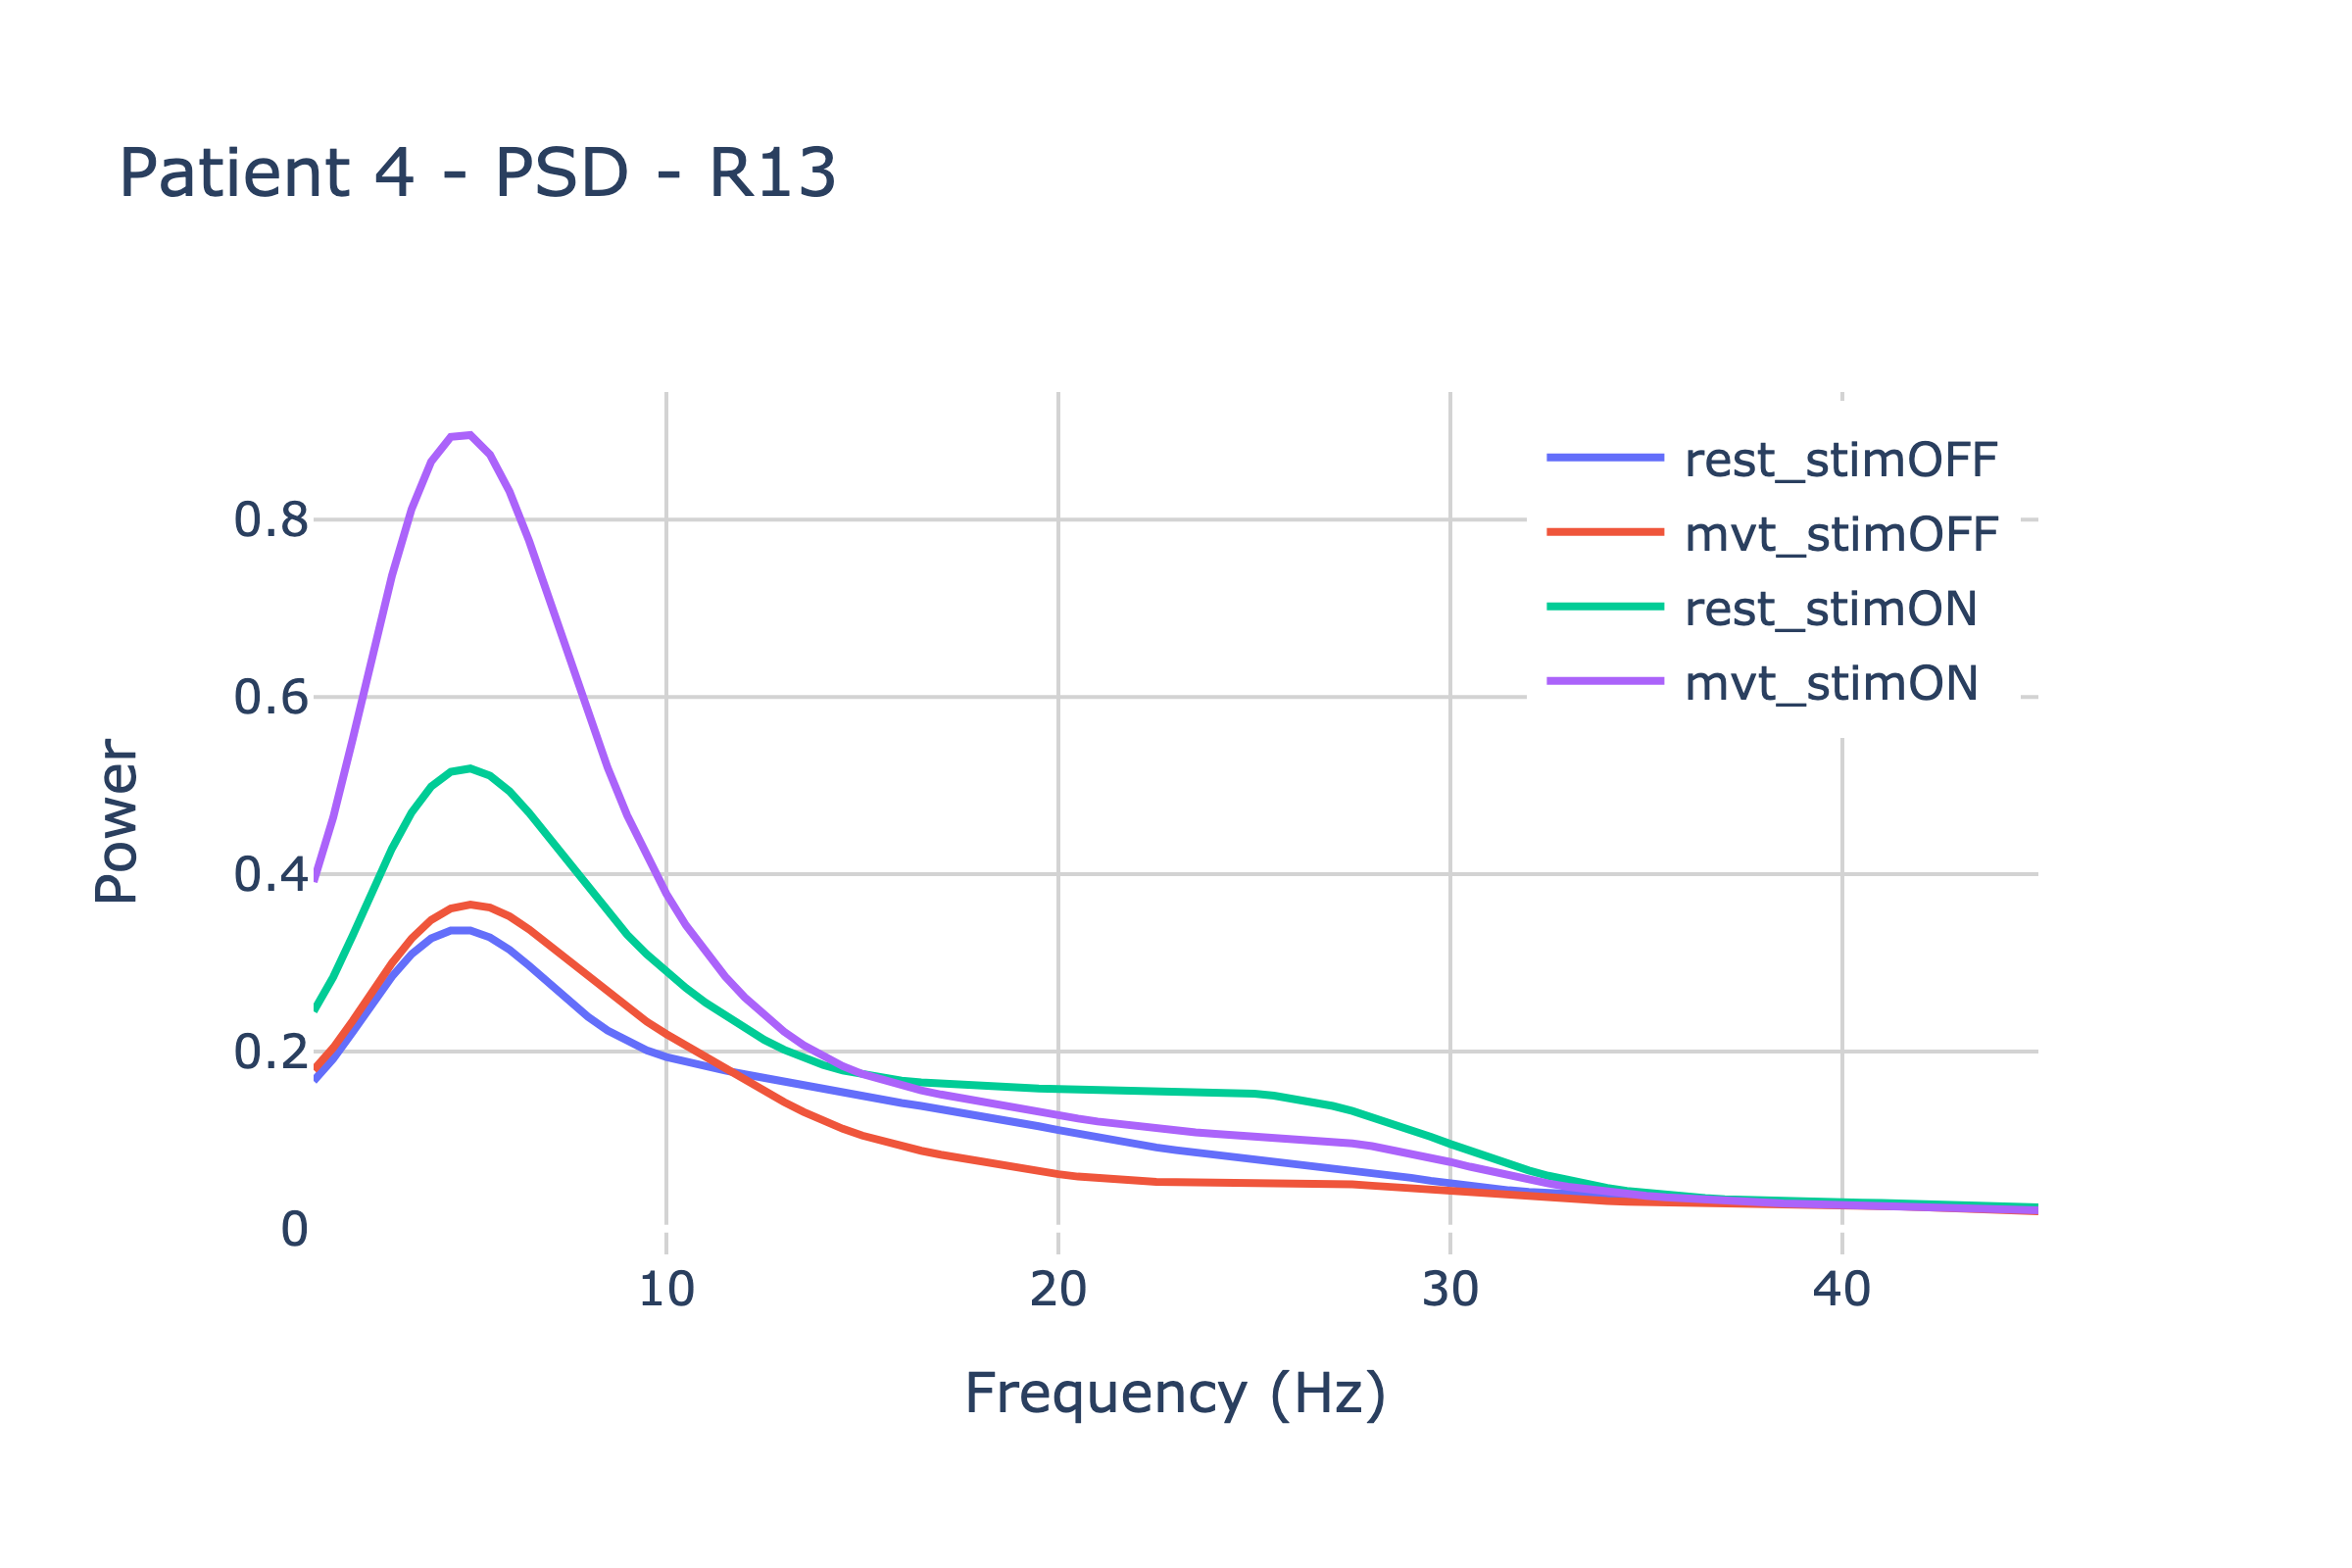 Patient 4 - PSD - R13
rest_stimOFF
mvt_stimOFF
rest_stimON
mvt_stimON
0.8
0.6
0.4
0.2
0
Power
10
20
30
40
Frequency (Hz)